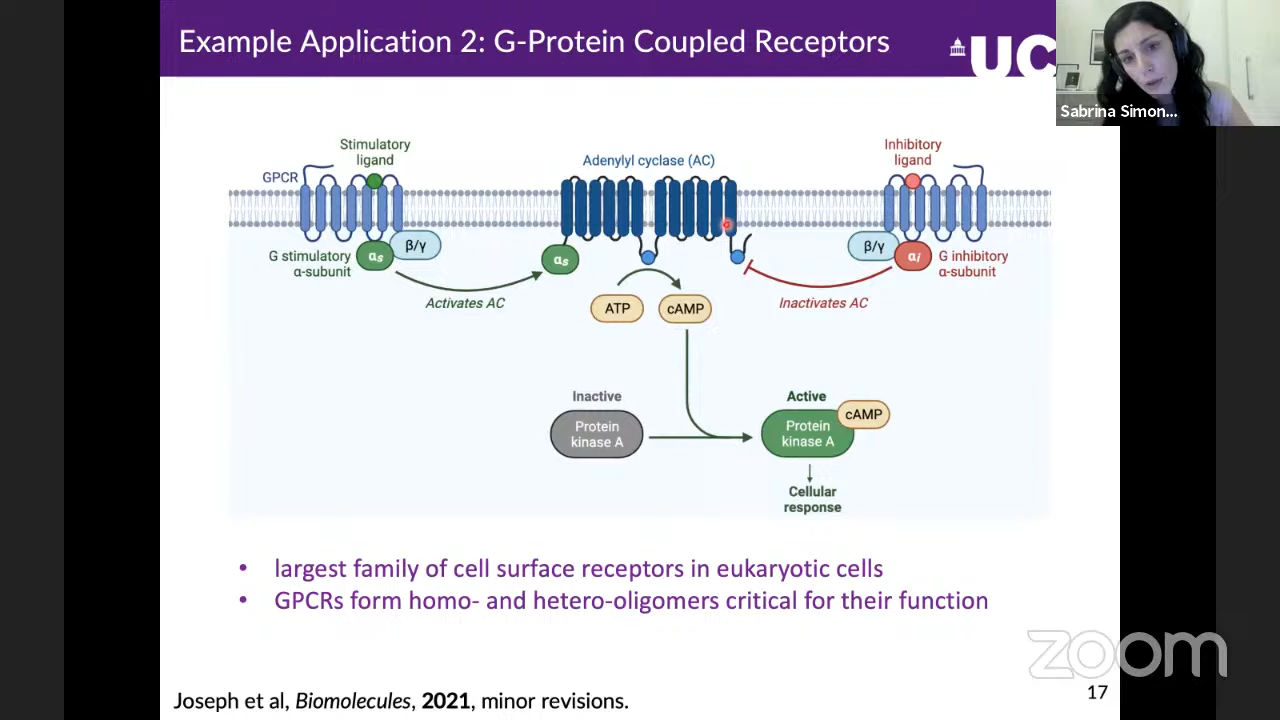 Example Application 2: G-Protein Coupled Receptors
UC
Sabrina Simon...
Stimulatory
ligand
GPCR
Adenylyl cyclase (AC)
Inhibitory
ligand
β/γ
αs
G stimulatory
α-subunit
Activates AC
αs
ATP
cAMP
β/γ
αi
G inhibitory
α-subunit
Inactivates AC
Inactive
Protein
kinase A
Active
cAMP
Protein
kinase A
Cellular
response
• largest family of cell surface receptors in eukaryotic cells
• GPCRs form homo- and hetero-oligomers critical for their function
zoom
Joseph et al, Biomolecules, 2021, minor revisions.
17